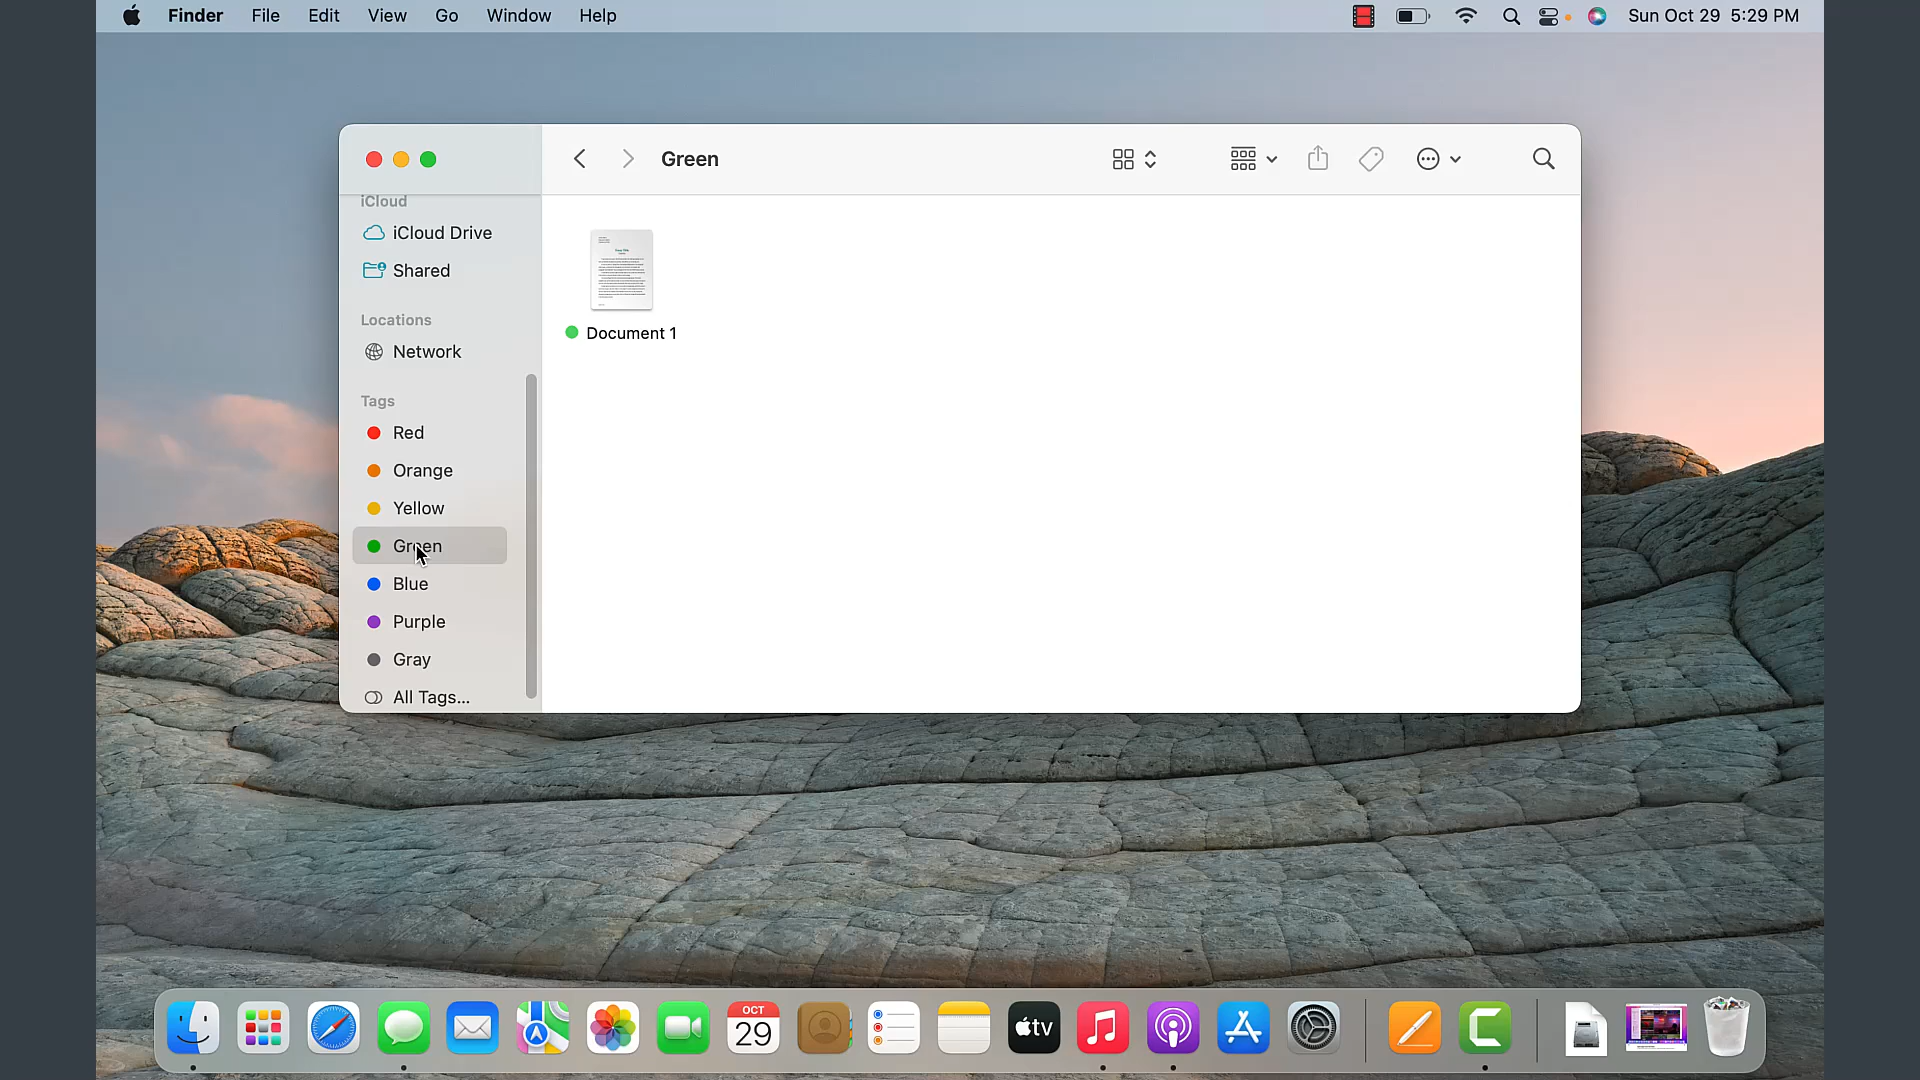 Finder File Edit View Go Window Help Sun Oct 29 5:29 PM
Green
iCloud
iCloud Drive
Shared
Locations
Network
Tags
Red
Orange
Yellow
Green
Blue
Purple
Gray
All Tags...
Document 1
OCT
29
tv